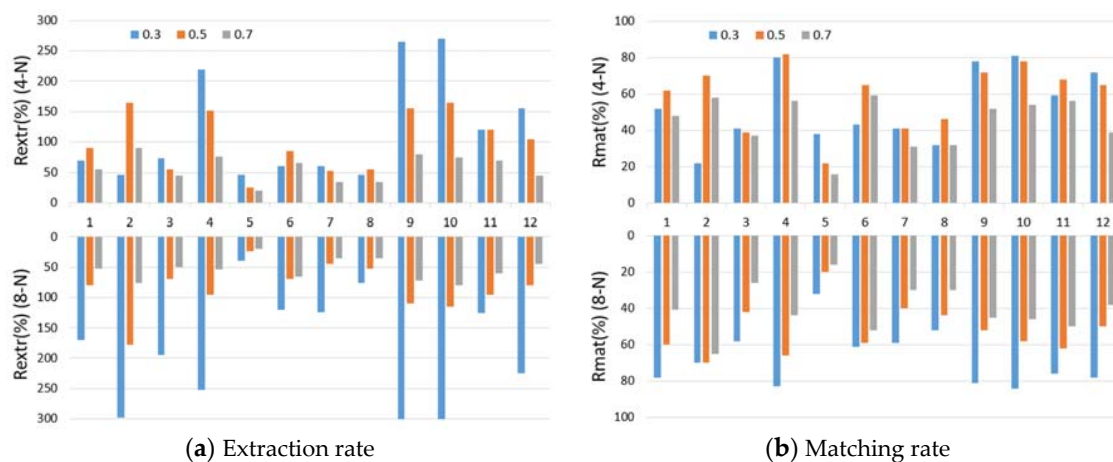 300
250
200
150
100
50
0
Rextr(%) (4-N)
0.3 0.5 0.7
1 2 3 4 5 6 7 8 9 10 11 12
0
50
100
150
200
250
300
Rextr(%) (8-N)
(a) Extraction rate
100
80
60
40
20
0
Rmat(%) (4-N)
0.3 0.5 0.7
1 2 3 4 5 6 7 8 9 10 11 12
0
20
40
60
80
100
Rmat(%) (8-N)
(b) Matching rate